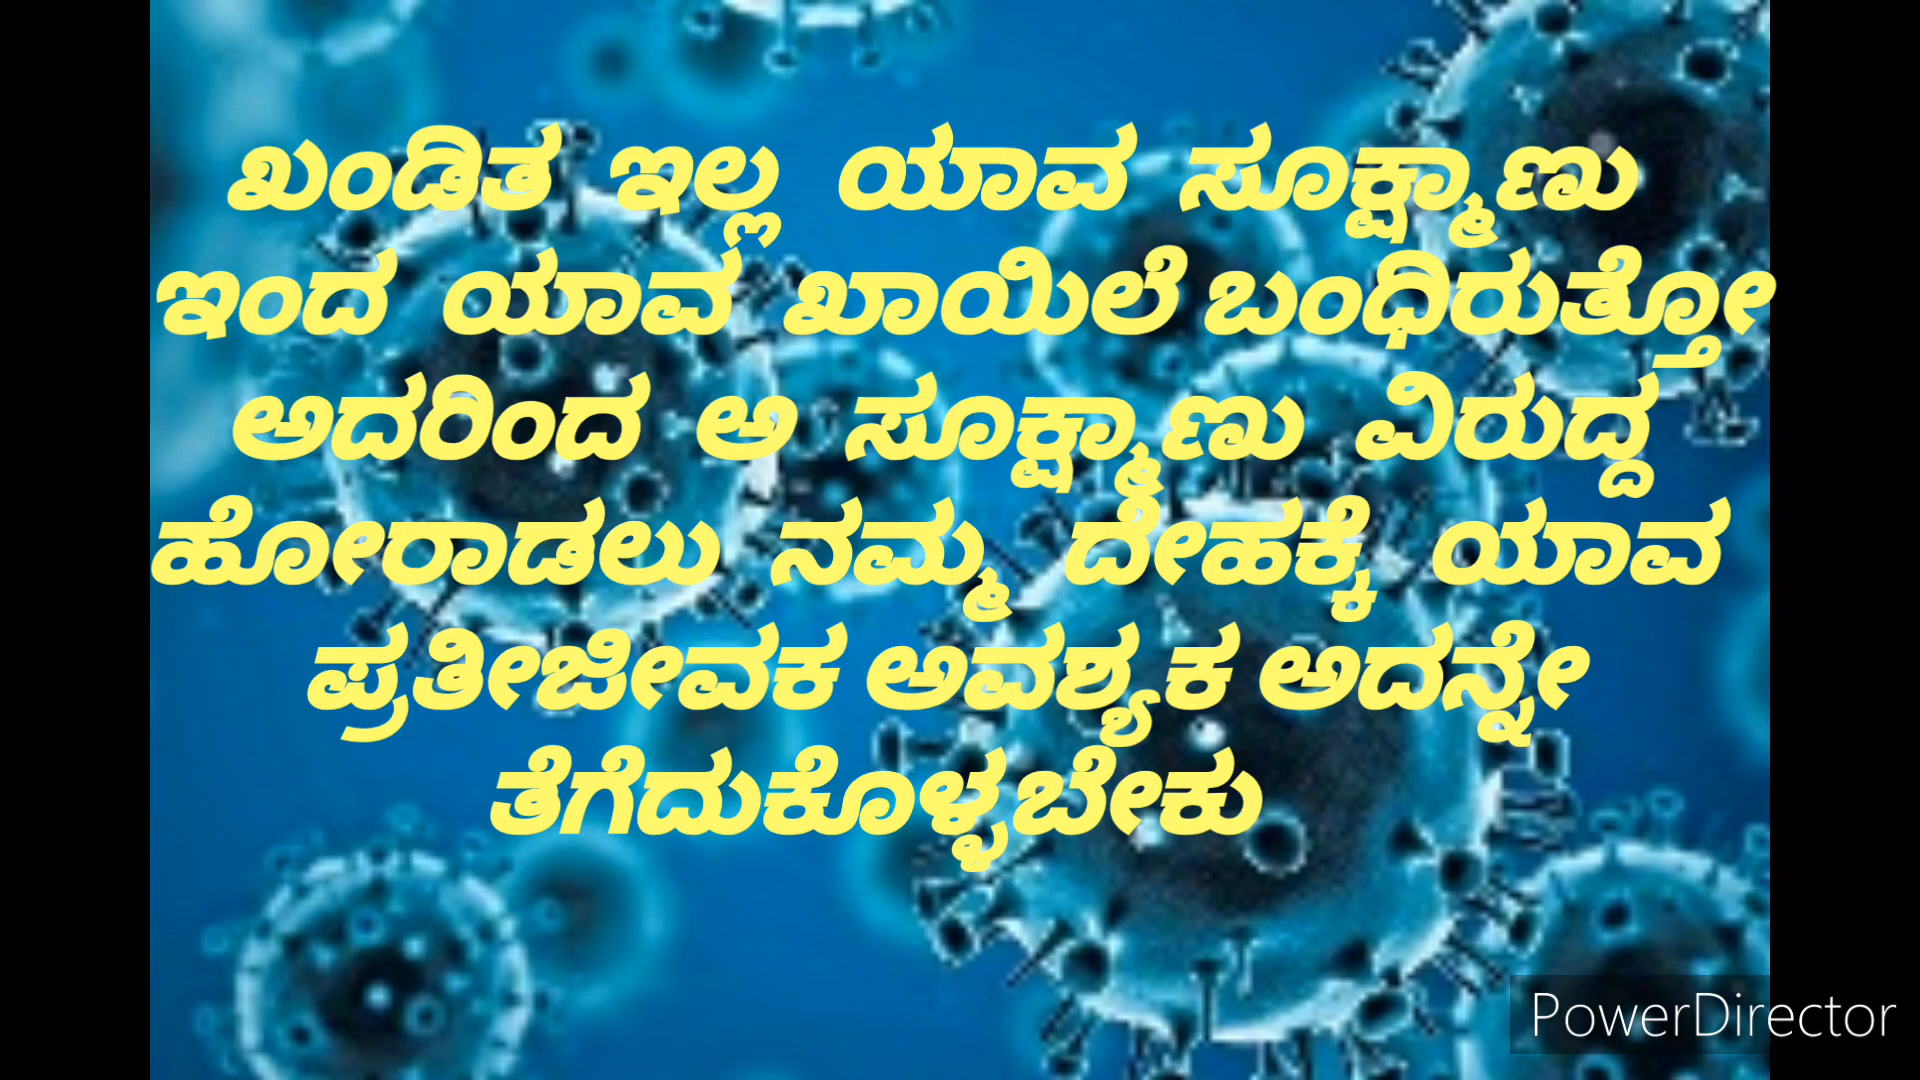 ಖಂಡಿತ ಇಲ್ಲ ಯಾವ ಸೂಕ್ಷ್ಮಾಣು
ಇಂದ ಯಾವ ಖಾಯಿಲೆ ಬಂಧಿರುತ್ತೋ
ಅದರಿಂದ ಅ ಸೂಕ್ಷ್ಮಾಣು ವಿರುದ್ದ
ಹೋರಾಡಲು ನಮ್ಮ ದೇಹಕ್ಕೆ ಯಾವ
ಪ್ರತೀಜೀವಕ ಅವಶ್ಯಕ ಅದನ್ನೇ
ತೆಗೆದುಕೊಳ್ಳಬೇಕು
PowerDirector